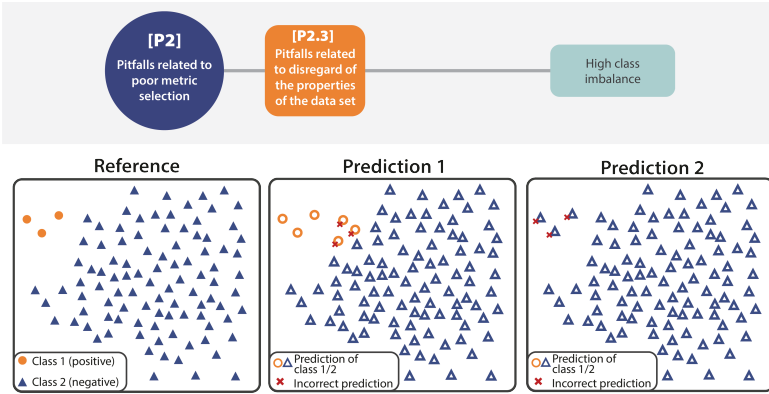 [P2]
Pitfalls related to
poor metric
selection
[P2.3]
Pitfalls related
to disregard of
the properties
of the data set
High class
imbalance
Reference
Prediction 1
Prediction 2
Class 1 (positive)
Class 2 (negative)
Prediction of
class 1/2
Incorrect prediction
Prediction of
class 1/2
Incorrect prediction